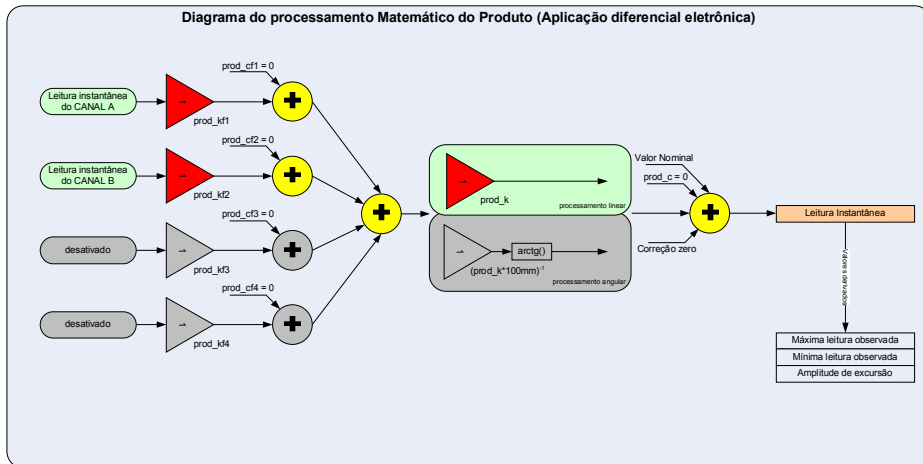 Diagrama do processamento Matemático do Produto (Aplicação diferencial eletrônica)
prod_cf1 = 0
Leitura instantânea
do CANAL A
prod_kf1
prod_cf2 = 0
Leitura instantânea
do CANAL B
prod_kf2
prod_cf3 = 0
desativado
prod_kf3
prod_cf4 = 0
desativado
prod_kf4
prod_k
processamento linear
arctg()
(prod_k*100mm)-1
processamento angular
Valor Nominal
prod_c = 0
Correção zero
Leitura Instantânea
Valores derivados
Máxima leitura observada
Mínima leitura observada
Amplitude de excursão